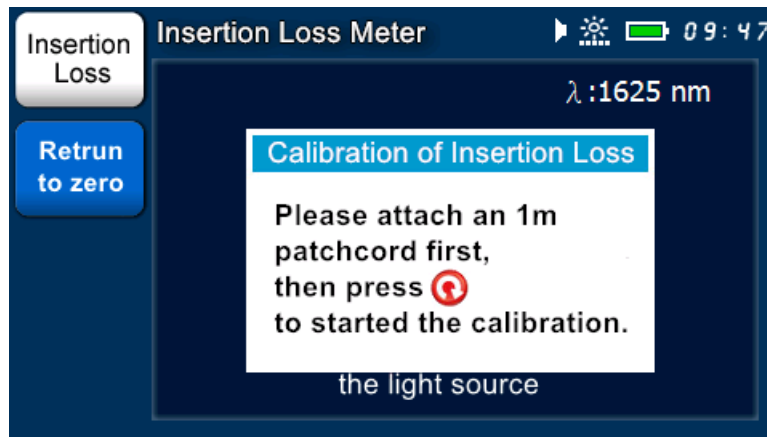 Insertion Loss Meter
09:47
Insertion
Loss
λ:1625 nm
Retrun
to zero
Calibration of Insertion Loss
Please attach an 1m
patchcord first,
then press
to started the calibration.
the light source